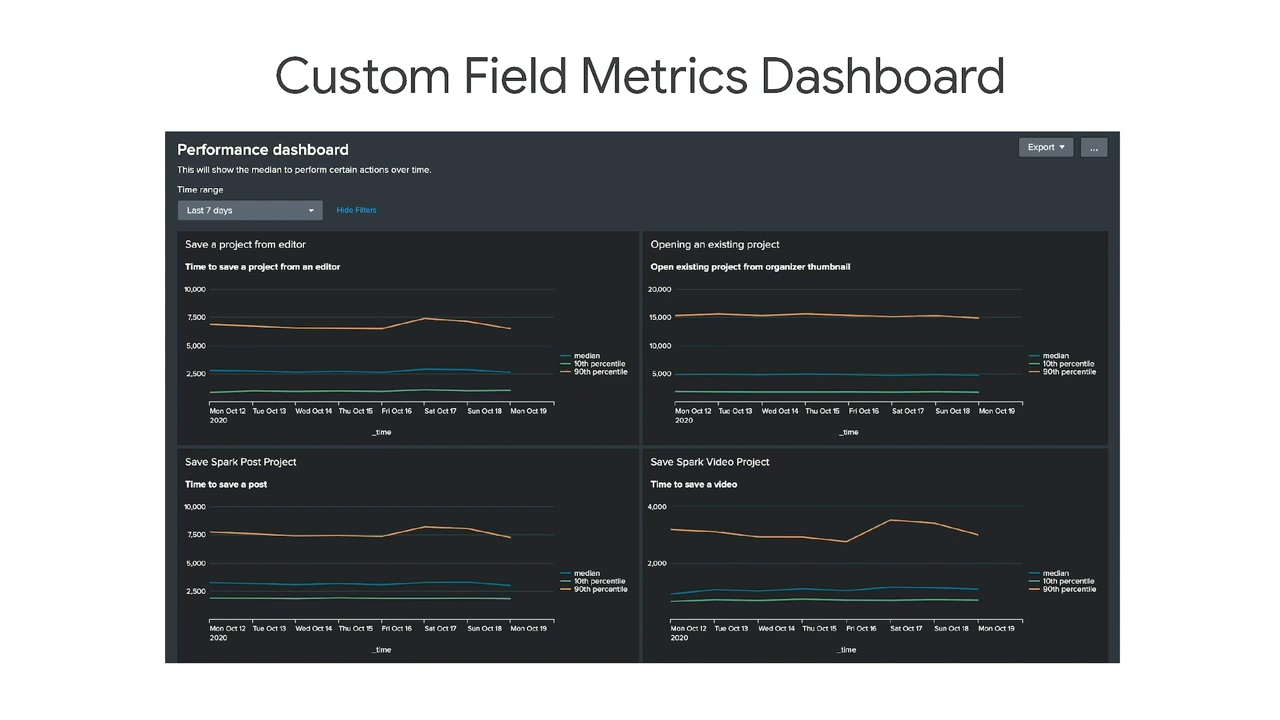 Custom Field Metrics Dashboard
Performance dashboard
Export
...
This will show the median to perform certain actions over time.
Time range
Last 7 days
Hide Filters
Save a project from editor
Time to save a project from an editor
10,000
7,500
5,000
2,500
median
10th percentile
90th percentile
Mon Oct 12 Tue Oct 13 Wed Oct 14 Thu Oct 15 Fri Oct 16 Sat Oct 17 Sun Oct 18 Mon Oct 19
2020
_time
Opening an existing project
Open existing project from organizer thumbnail
20,000
15,000
10,000
5,000
median
10th percentile
90th percentile
Mon Oct 12 Tue Oct 13 Wed Oct 14 Thu Oct 15 Fri Oct 16 Sat Oct 17 Sun Oct 18 Mon Oct 19
2020
_time
Save Spark Post Project
Time to save a post
10,000
7,500
5,000
2,500
median
10th percentile
90th percentile
Mon Oct 12 Tue Oct 13 Wed Oct 14 Thu Oct 15 Fri Oct 16 Sat Oct 17 Sun Oct 18 Mon Oct 19
2020
_time
Save Spark Video Project
Time to save a video
4,000
2,000
median
10th percentile
90th percentile
Mon Oct 12 Tue Oct 13 Wed Oct 14 Thu Oct 15 Fri Oct 16 Sat Oct 17 Sun Oct 18 Mon Oct 19
2020
_time